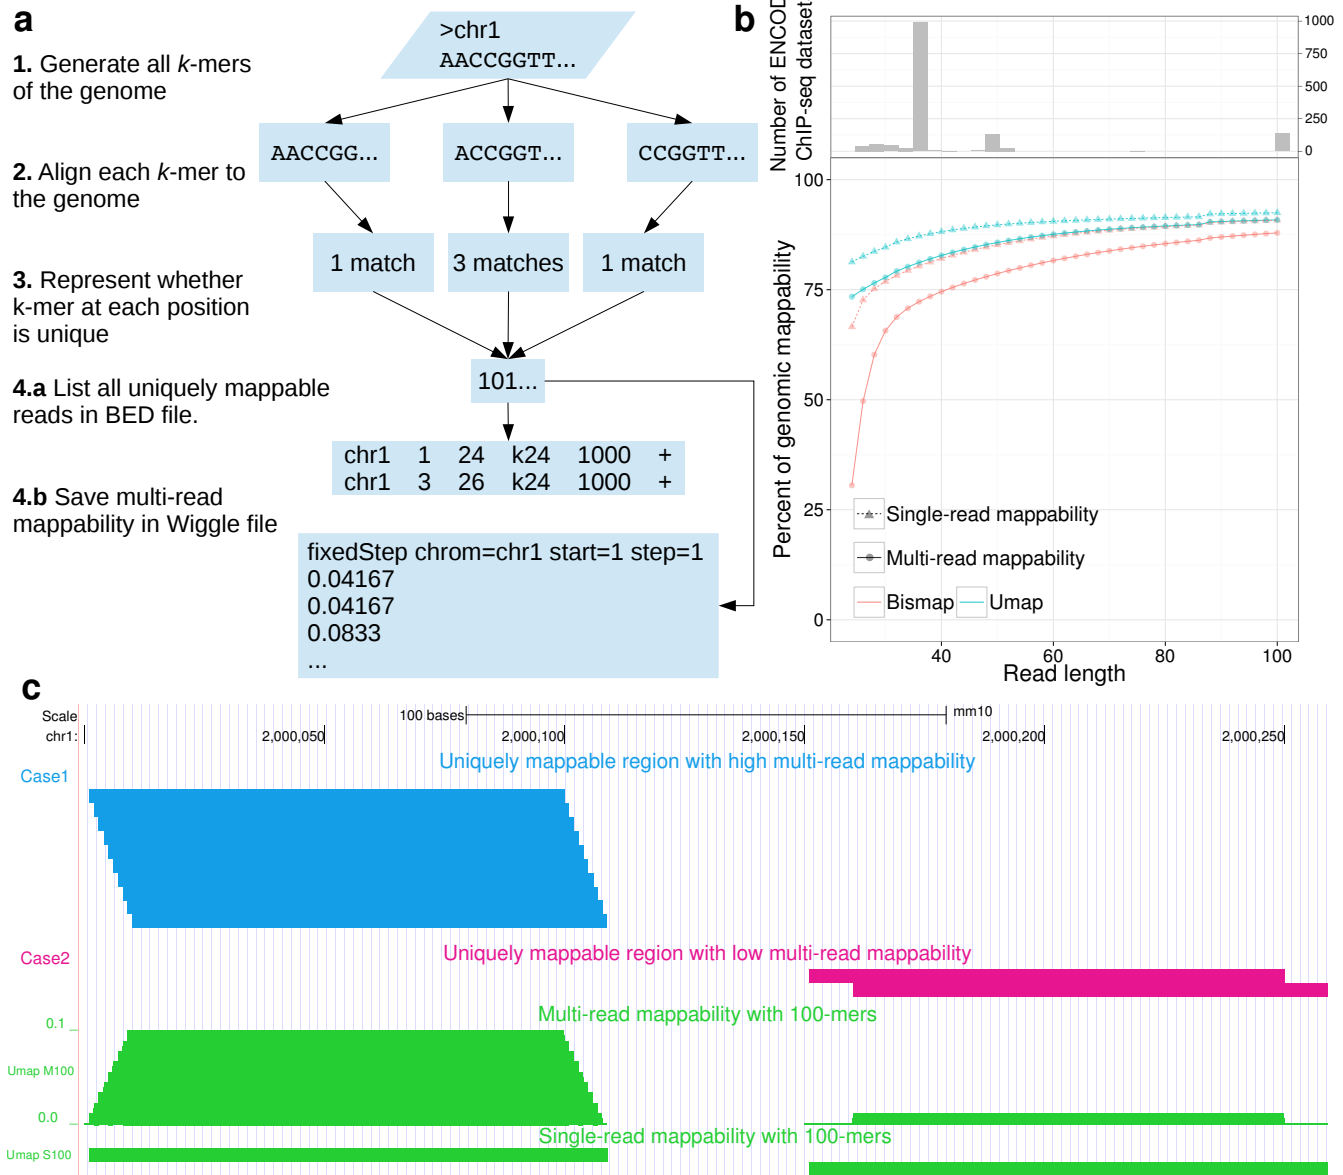 a
1. Generate all k-mers
of the genome
2. Align each k-mer to
the genome
3. Represent whether
k-mer at each position
is unique
4.a List all uniquely mappable
reads in BED file.
4.b Save multi-read
mappability in Wiggle file
>chr1
AACCGGTT...
AACCGG...
ACCGGT...
CCGGTT...
1 match
3 matches
1 match
101...
chr1 1 24 k24 1000 +
chr1 3 26 k24 1000 +
fixedStep chrom=chr1 start=1 step=1
0.04167
0.04167
0.0833
...
b
Number of ENCOD
ChIP-seq dataset
1000
750
500
250
0
Percent of genomic mappability
100
75
50
25
0
Single-read mappability
Multi-read mappability
Bismap
Umap
40
60
80
100
Read length
c
Scale
100 bases
mm10
chr1:
2,000,050
2,000,100
2,000,150
2,000,200
2,000,250
Uniquely mappable region with high multi-read mappability
Case1
Uniquely mappable region with low multi-read mappability
Case2
Multi-read mappability with 100-mers
0.1
Umap M100
0.0
Single-read mappability with 100-mers
Umap S100